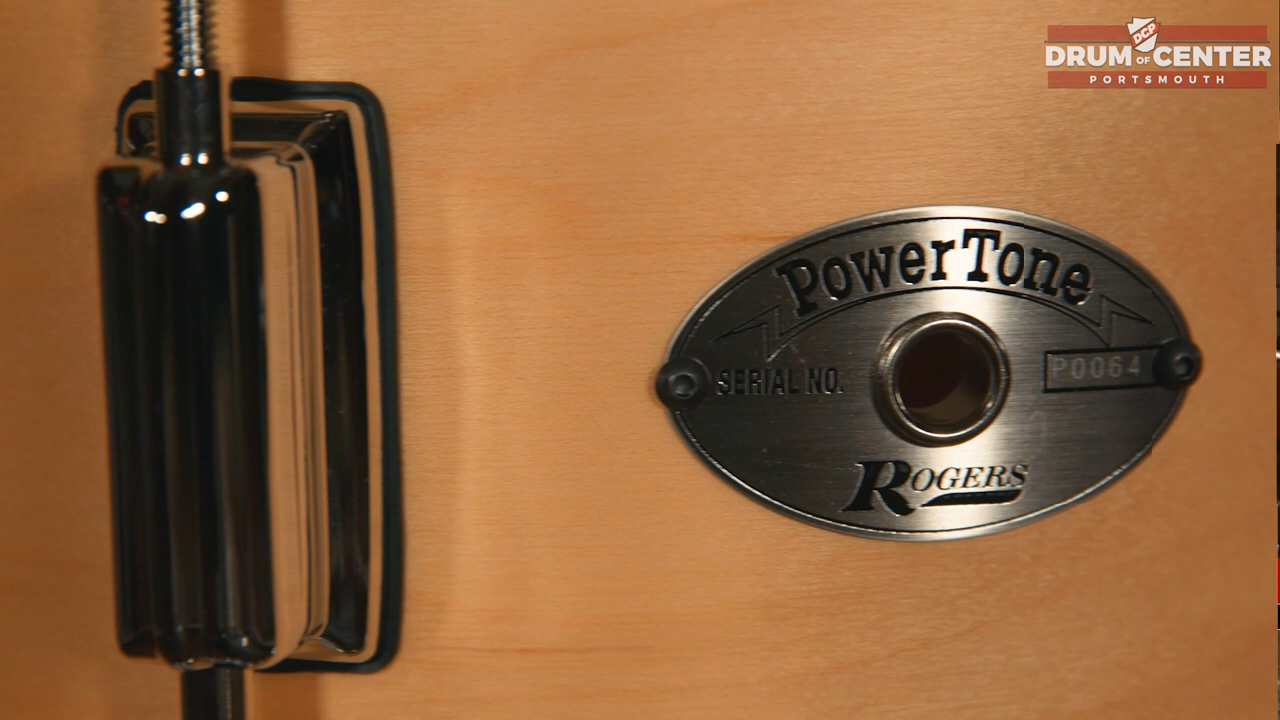 DCP
DRUM OF CENTER
PORTSMOUTH
PowerTone
SERIAL NO. P0064
ROGERS